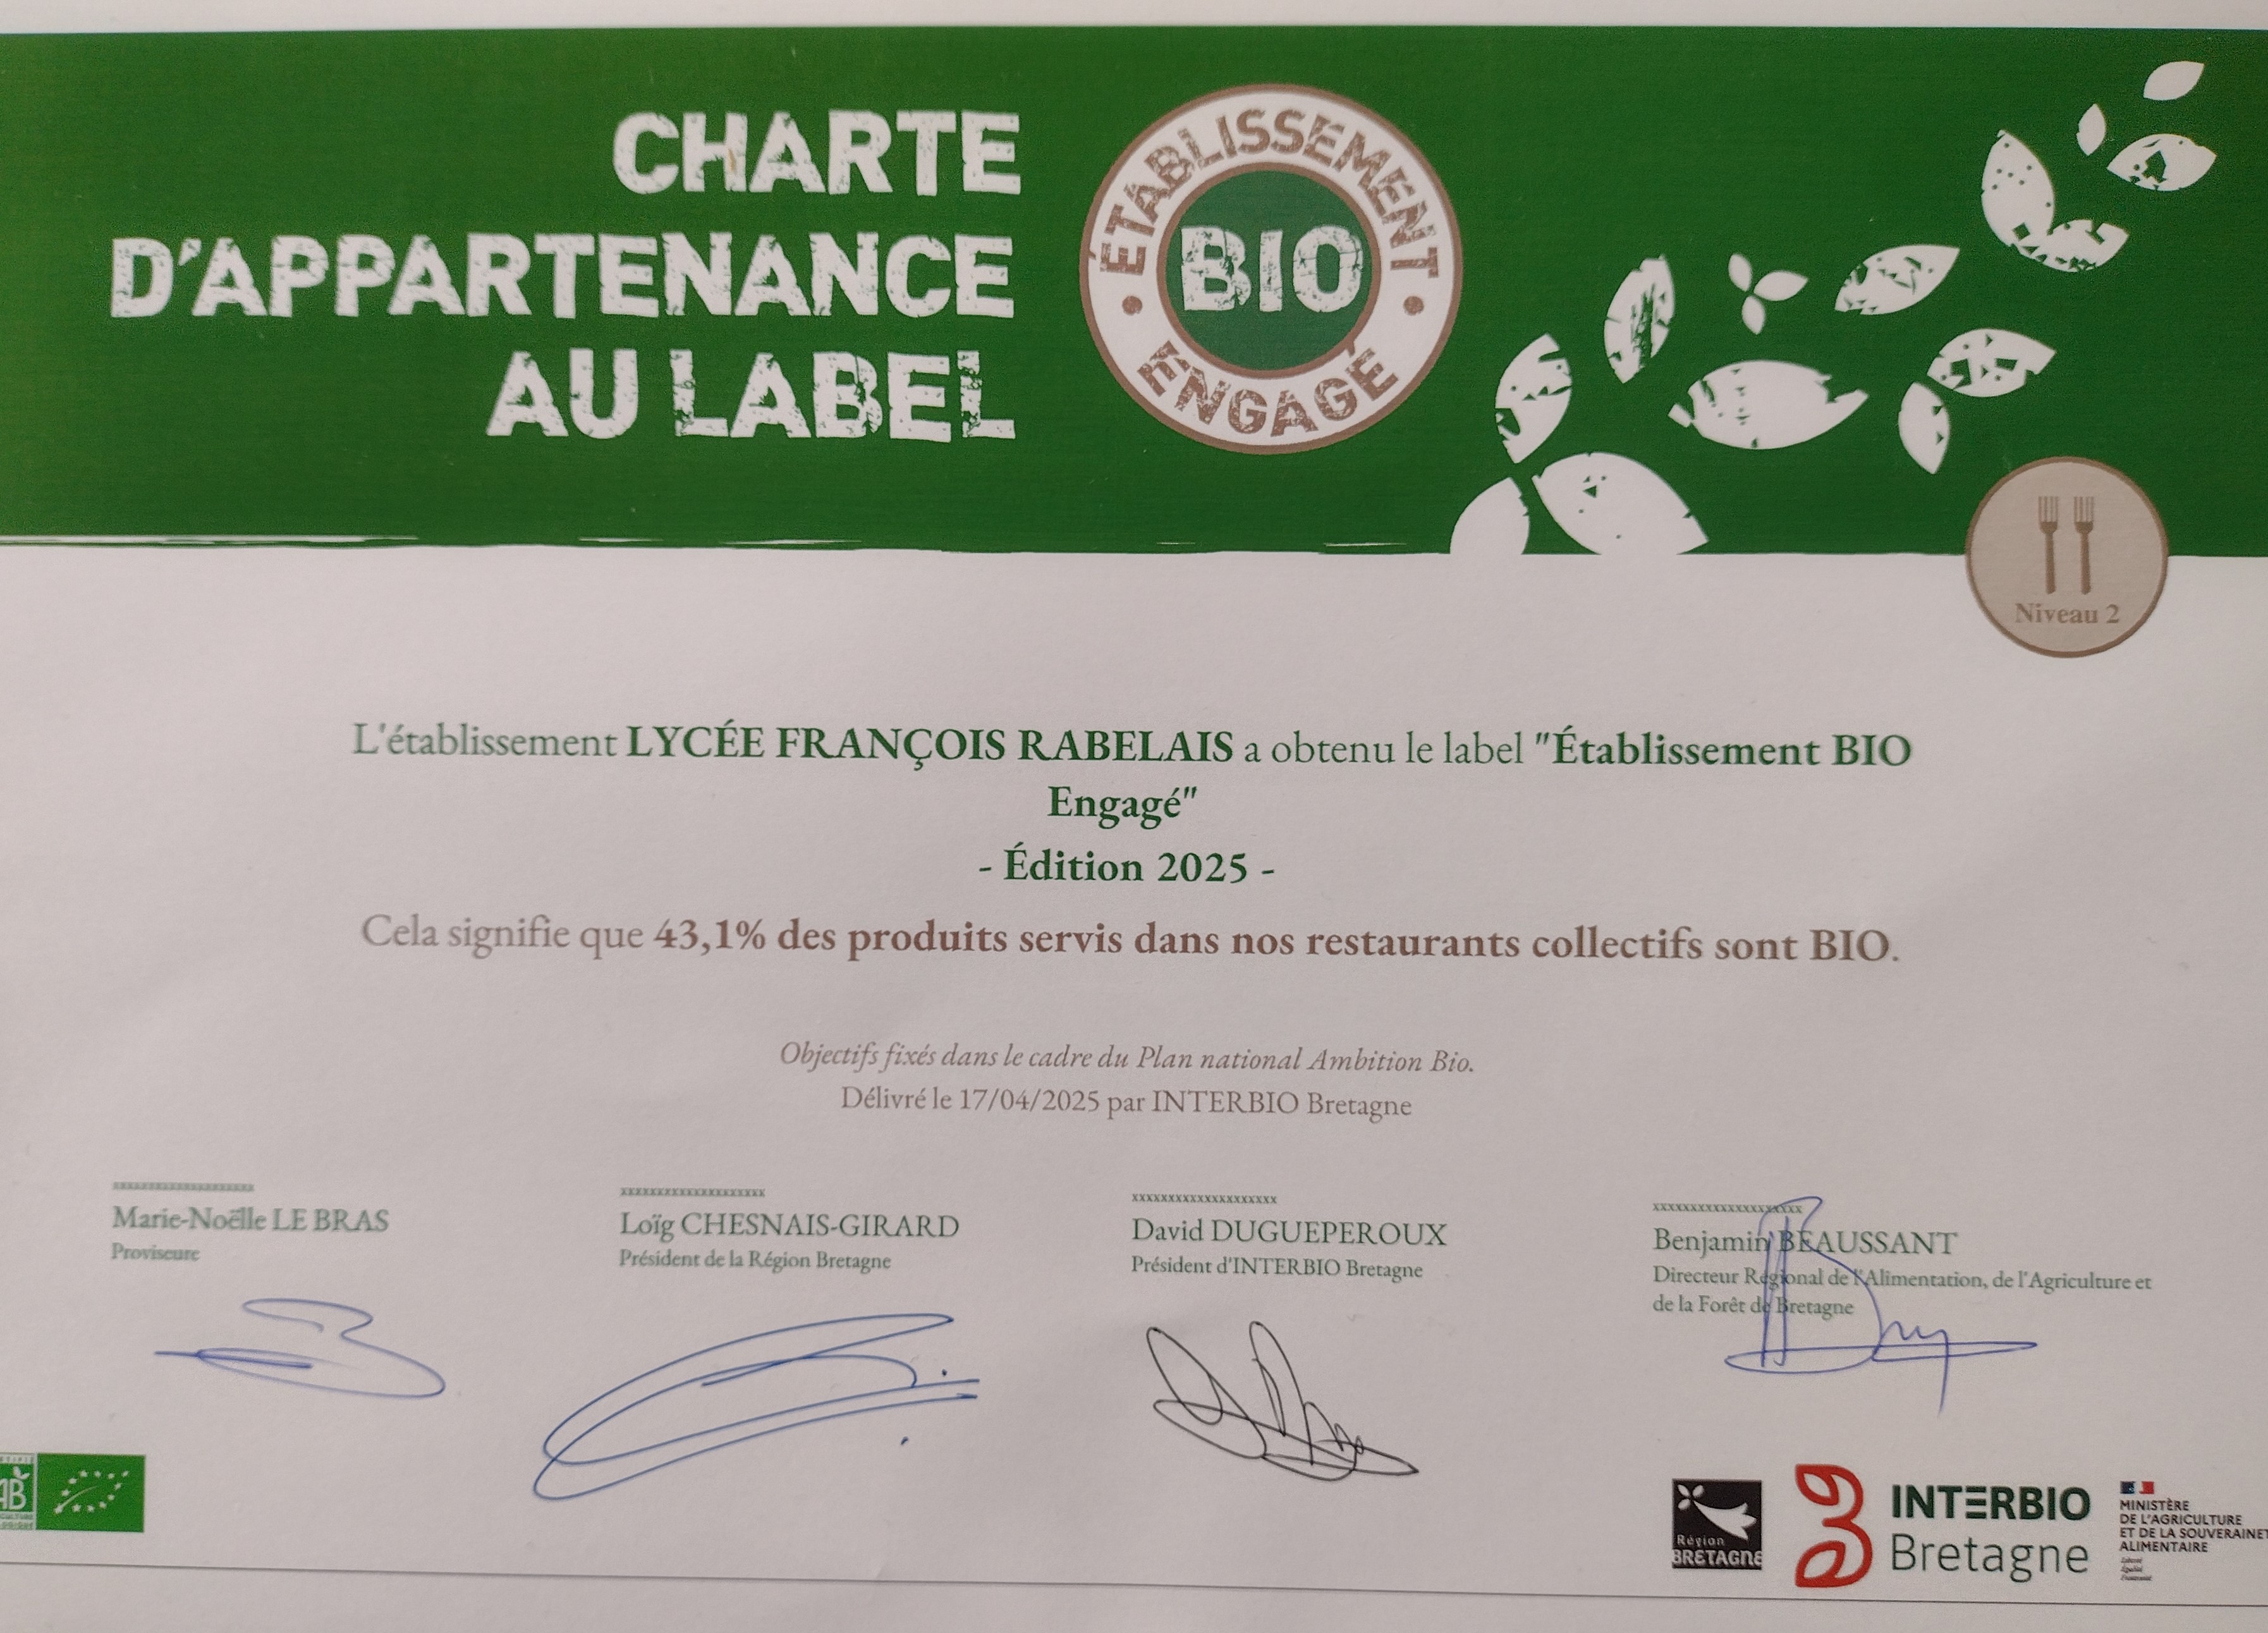 CHARTE
D'APPARTENANCE
AU LABEL
ÉTABLISSEMENT
BIO
ENGAGÉ
Niveau 2
L'établissement LYCÉE FRANÇOIS RABELAIS a obtenu le label "Établissement BIO
Engagé"
- Édition 2025 -
Cela signifie que 43,1% des produits servis dans nos restaurants collectifs sont BIO.
Objectifs fixés dans le cadre du Plan national Ambition Bio.
Délivré le 17/04/2025 par INTERBIO Bretagne
Marie-Noëlle LE BRAS
Proviseure
Loïg CHESNAIS-GIRARD
Président de la Région Bretagne
David DUGUEPEROUX
Président d'INTERBIO Bretagne
Benjamin BEAUSSANT
Directeur Régional de l'Alimentation, de l'Agriculture et
de la Forêt de Bretagne
AB
Région
BRETAGNE
INTERBIO
Bretagne
MINISTÈRE
DE L'AGRICULTURE
ET DE LA SOUVERAINET
ALIMENTAIRE
Liberté
Égalité
Fraternité